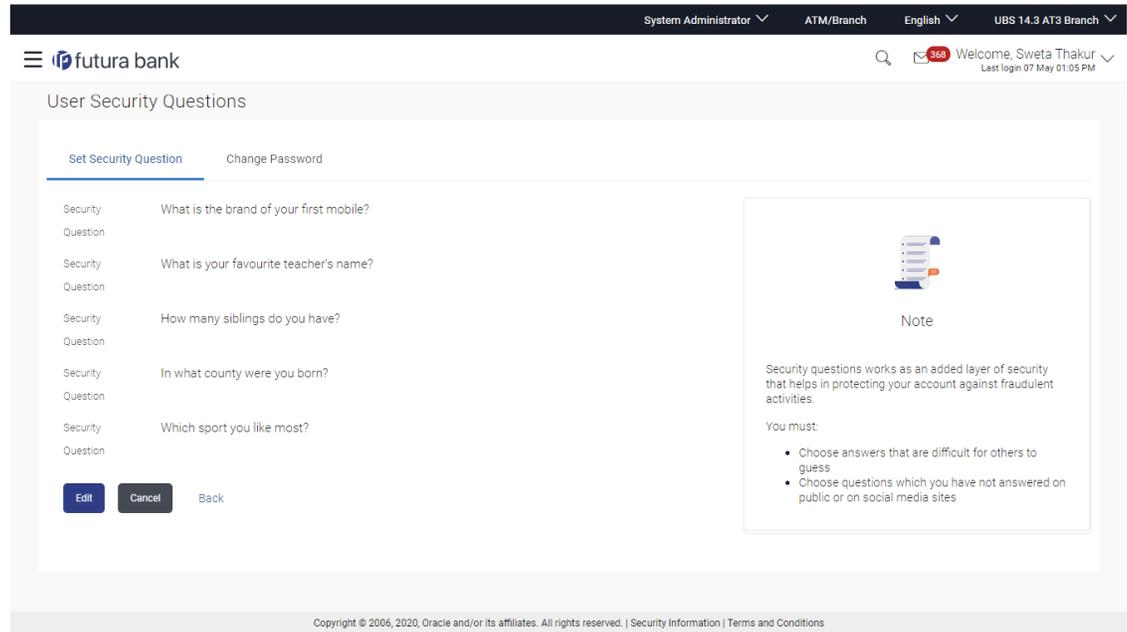 System Administrator ATM/Branch English UBS 14.3 AT3 Branch
futura bank 368 Welcome, Sweta Thakur
Last login 07 May 01:05 PM
User Security Questions
Set Security Question Change Password
Security Question What is the brand of your first mobile?
Security Question What is your favourite teacher's name?
Security Question How many siblings do you have?
Security Question In what county were you born?
Security Question Which sport you like most?
Edit Cancel Back
Note
Security questions works as an added layer of security
that helps in protecting your account against fraudulent
activities.
You must:
Choose answers that are difficult for others to
guess
Choose questions which you have not answered on
public or on social media sites
Copyright © 2006, 2020, Oracle and/or its affiliates. All rights reserved. | Security Information | Terms and Conditions